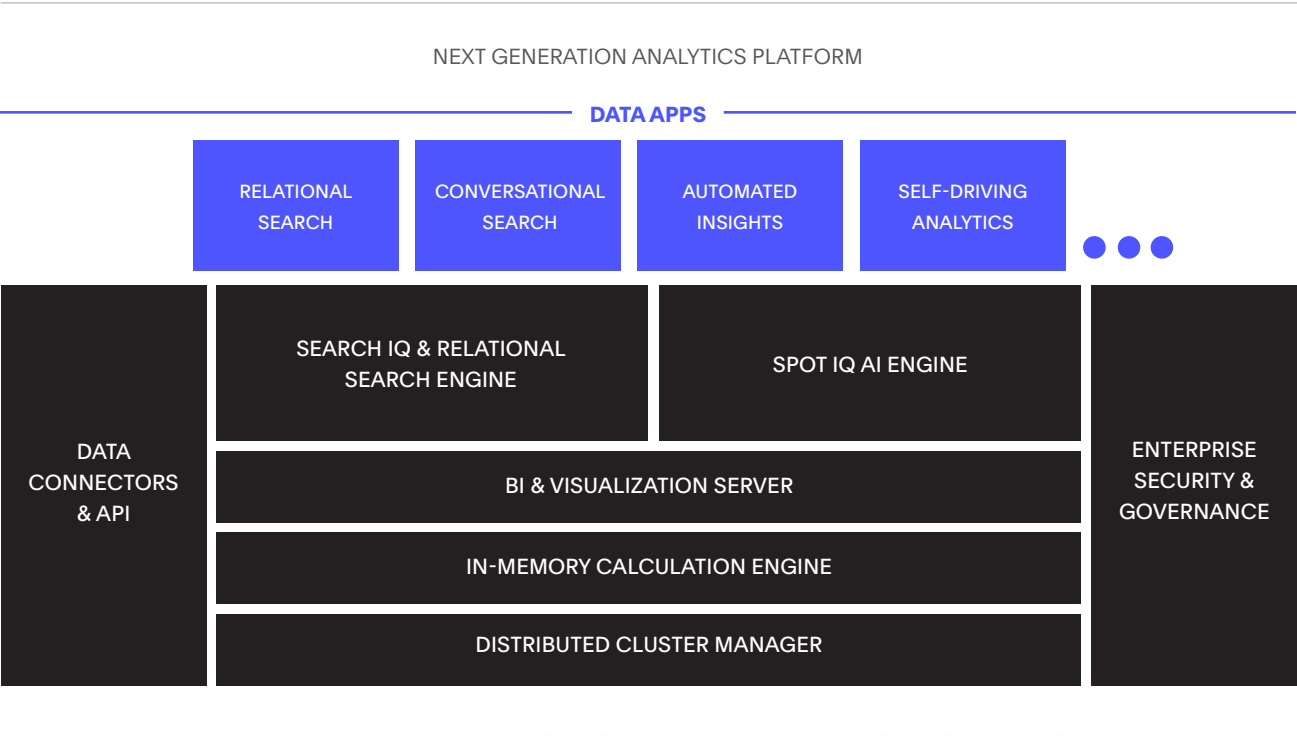 NEXT GENERATION ANALYTICS PLATFORM
DATA APPS
RELATIONAL
SEARCH
CONVERSATIONAL
SEARCH
AUTOMATED
INSIGHTS
SELF-DRIVING
ANALYTICS
DATA
CONNECTORS
& API
SEARCH IQ & RELATIONAL
SEARCH ENGINE
SPOT IQ AI ENGINE
BI & VISUALIZATION SERVER
IN-MEMORY CALCULATION ENGINE
DISTRIBUTED CLUSTER MANAGER
ENTERPRISE
SECURITY &
GOVERNANCE